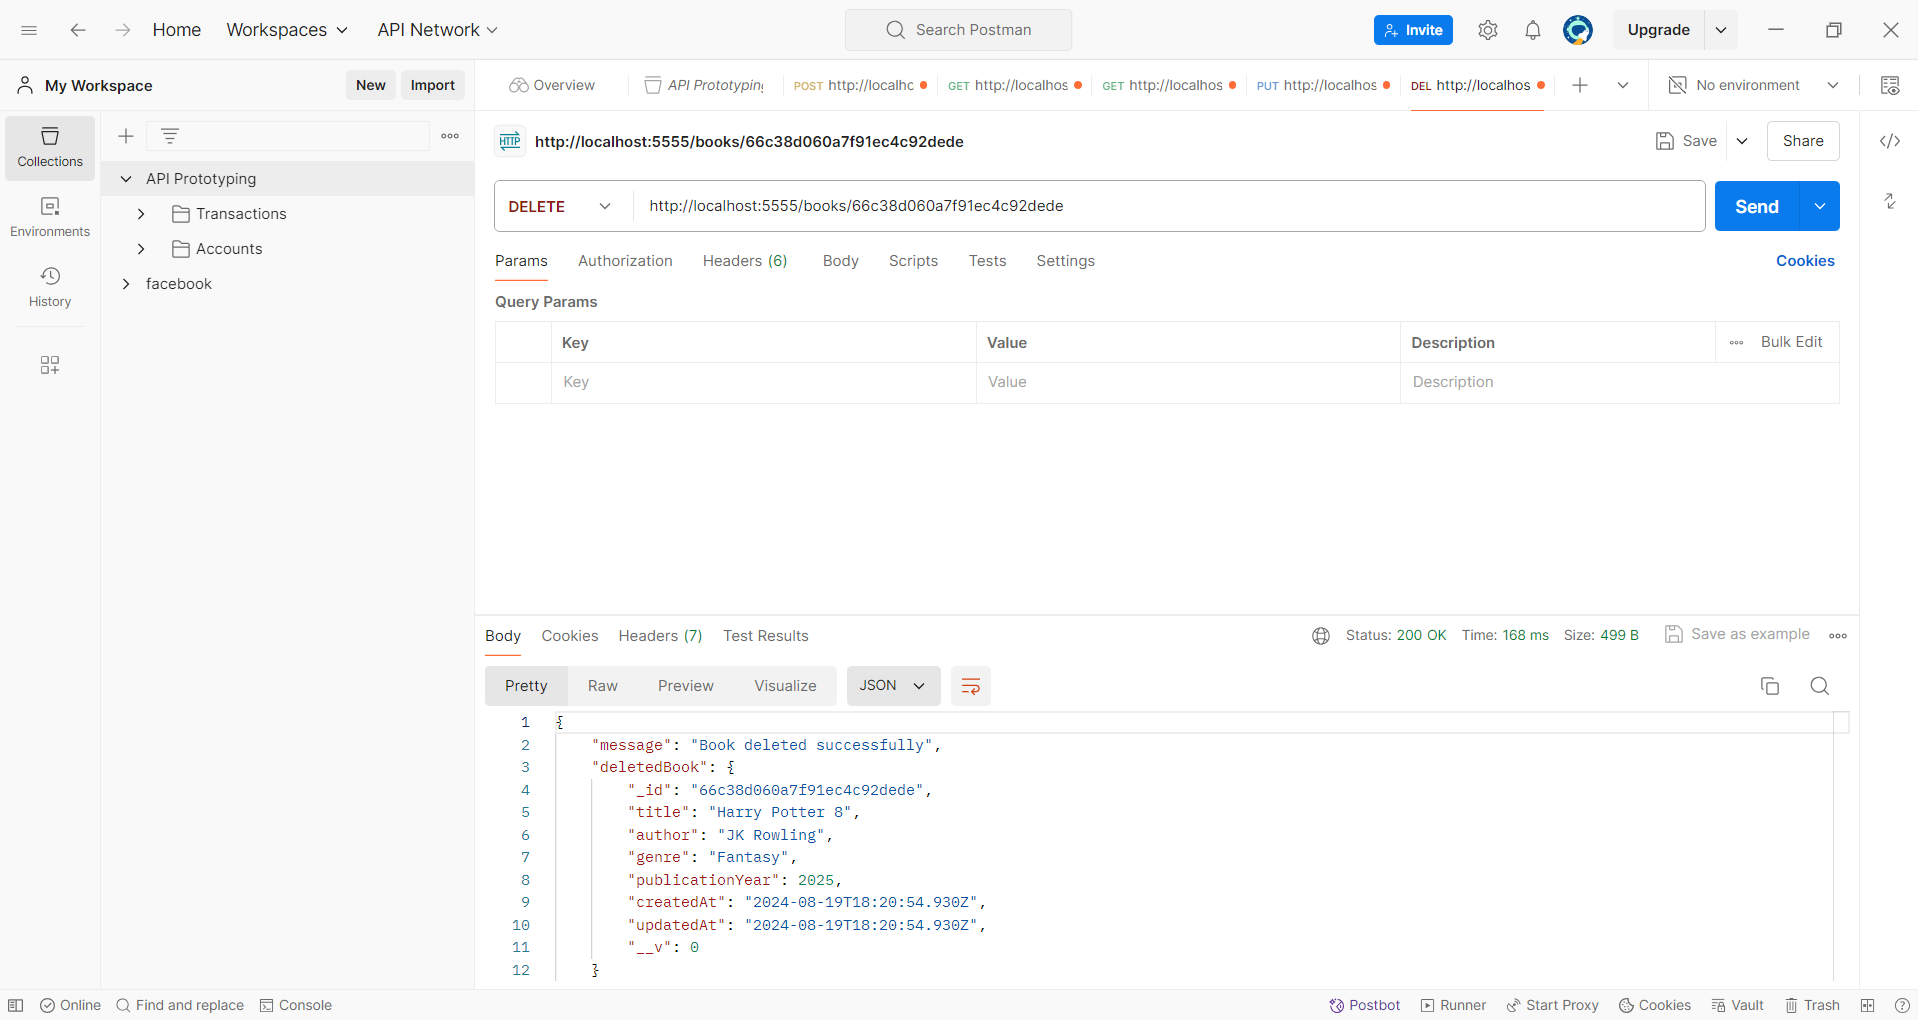 Home Workspaces API Network Search Postman Invite Upgrade
My Workspace New Import
Overview API Prototyping POST http://localhc GET http://localhos GET http://localhos PUT http://localhos DEL http://localhos No environment
Collections
Environments
History
API Prototyping
Transactions
Accounts
facebook
HTTP http://localhost:5555/books/66c38d060a7f91ec4c92dede Save Share
DELETE http://localhost:5555/books/66c38d060a7f91ec4c92dede Send
Params Authorization Headers (6) Body Scripts Tests Settings Cookies
Query Params
Key Value Description Bulk Edit
Key Value Description
Body Cookies Headers (7) Test Results Status: 200 OK Time: 168 ms Size: 499 B Save as example
Pretty Raw Preview Visualize JSON
1 {
2 "message": "Book deleted successfully",
3 "deletedBook": {
4 "_id": "66c38d060a7f91ec4c92dede",
5 "title": "Harry Potter 8",
6 "author": "JK Rowling",
7 "genre": "Fantasy",
8 "publicationYear": 2025,
9 "createdAt": "2024-08-19T18:20:54.930Z",
10 "updatedAt": "2024-08-19T18:20:54.930Z",
11 "__v": 0
12 }
Online Find and replace Console Postbot Runner Start Proxy Cookies Vault Trash